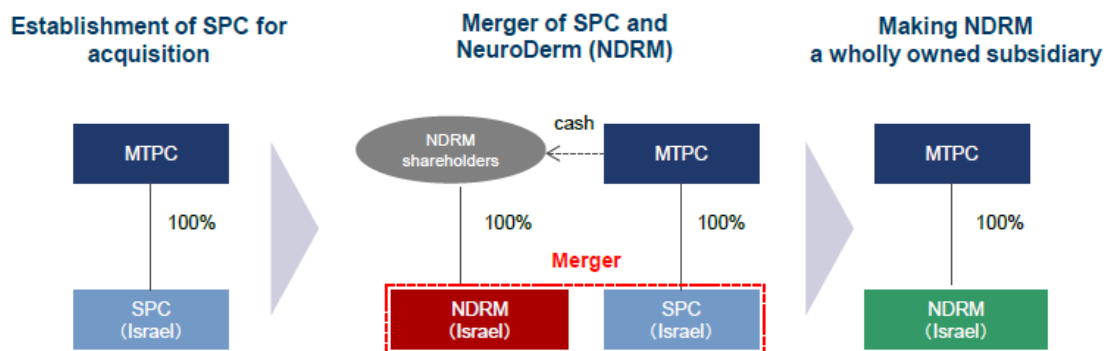 Establishment of SPC for
acquisition
MTPC
100%
SPC
（Israel）
Merger of SPC and
NeuroDerm (NDRM)
NDRM
shareholders
cash
MTPC
100%
100%
Merger
NDRM
(Israel)
SPC
（Israel）
Making NDRM
a wholly owned subsidiary
MTPC
100%
NDRM
（Israel）